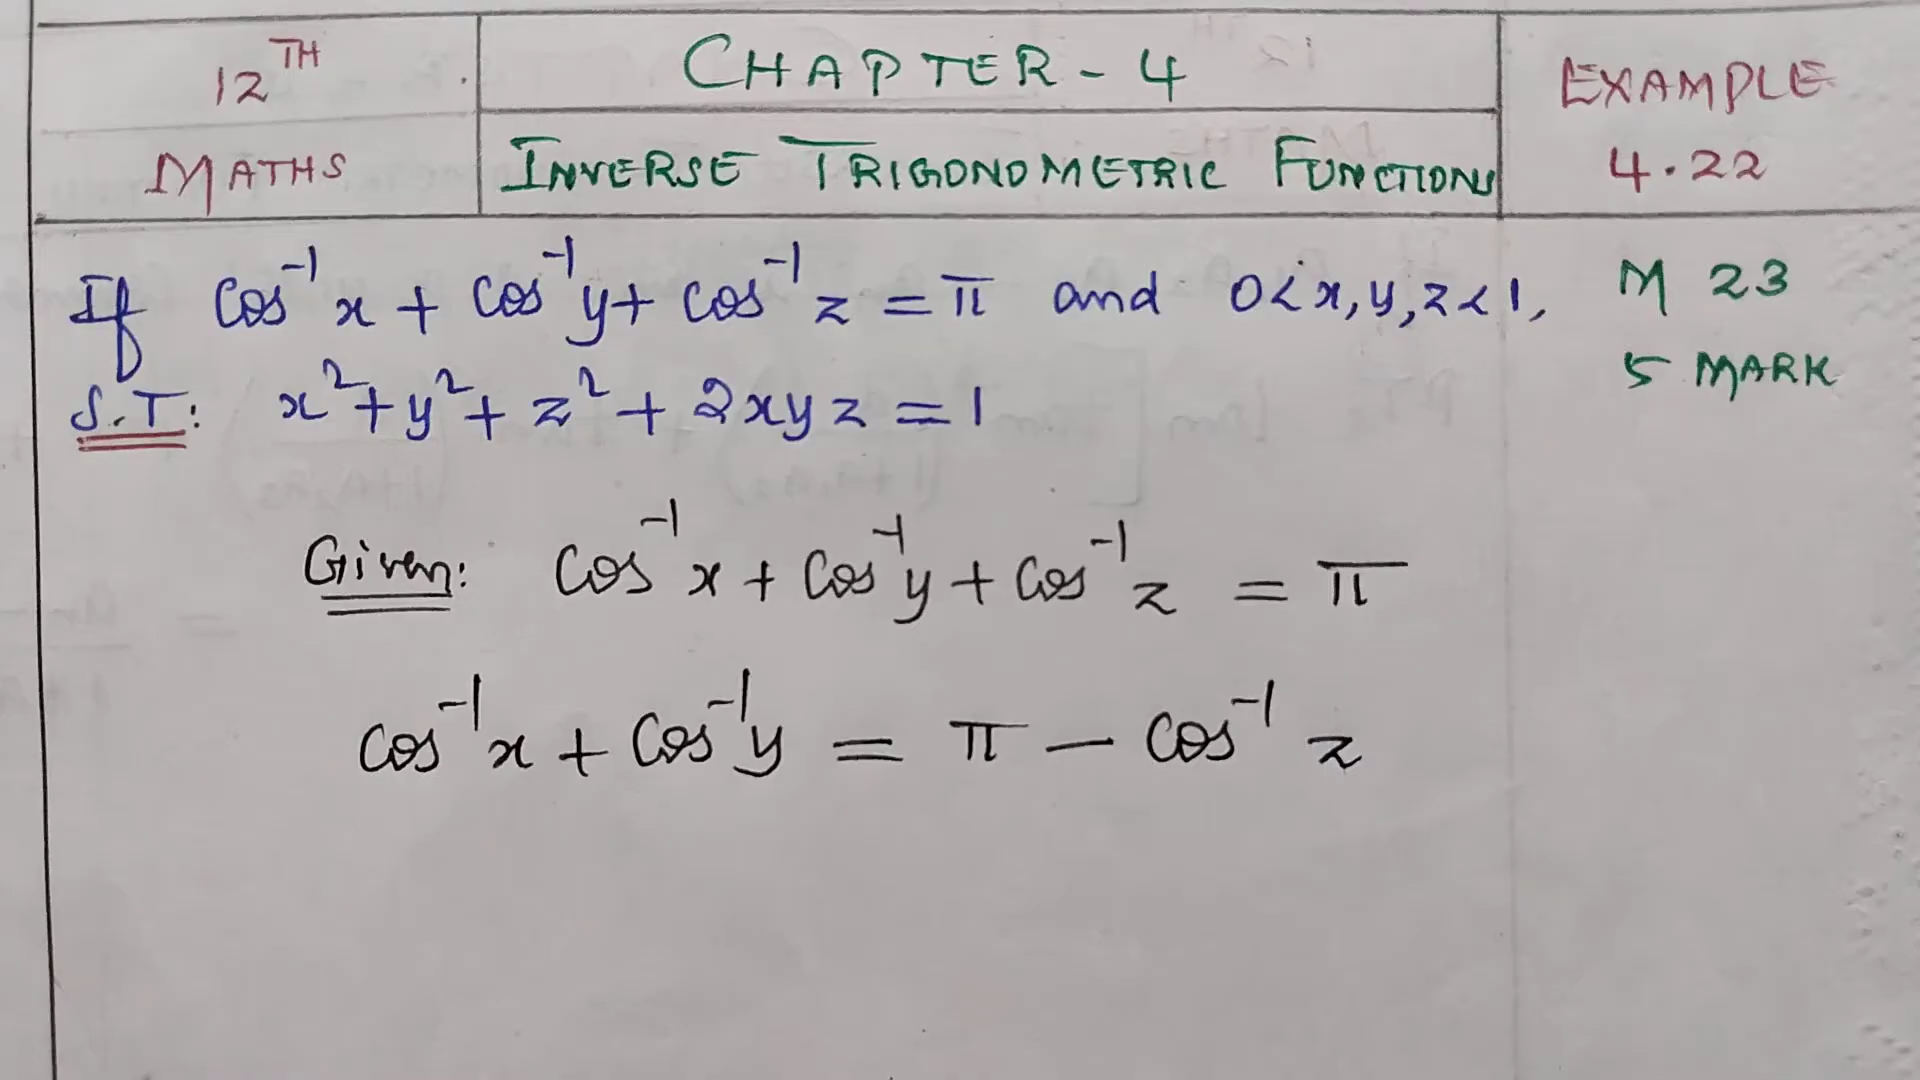 12TH
MATHS
CHAPTER - 4
INVERSE TRIGONOMETRIC FUNCTIONS
EXAMPLE
4.22
If cos⁻¹x + cos⁻¹y + cos⁻¹z = π and 0<x,y,z<1,
S.T: x² + y² + z² + 2xyz = 1
M 23
5 MARK
Given: cos⁻¹x + cos⁻¹y + cos⁻¹z = π
cos⁻¹x + cos⁻¹y = π − cos⁻¹z